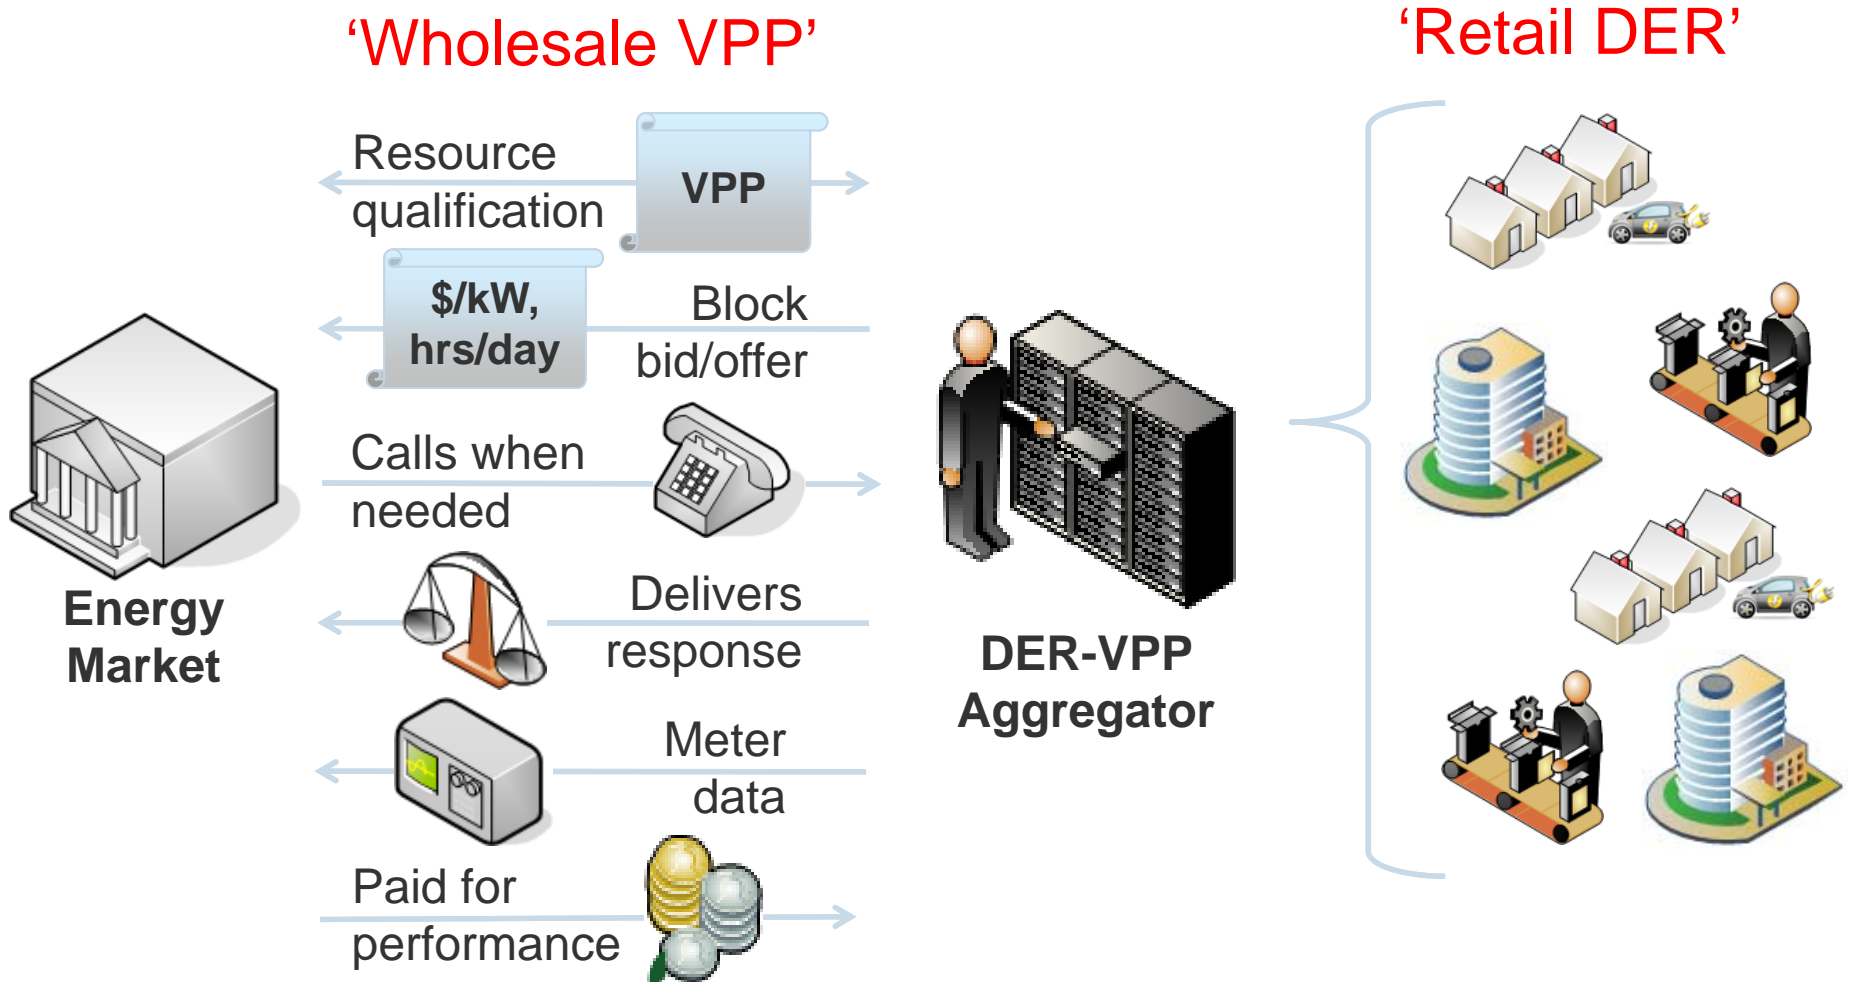 ‘Wholesale VPP’
‘Retail DER’
Resource
qualification
VPP
$/kW,
hrs/day
Block
bid/offer
Calls when
needed
Delivers
response
Energy
Market
DER-VPP
Aggregator
Meter
data
Paid for
performance